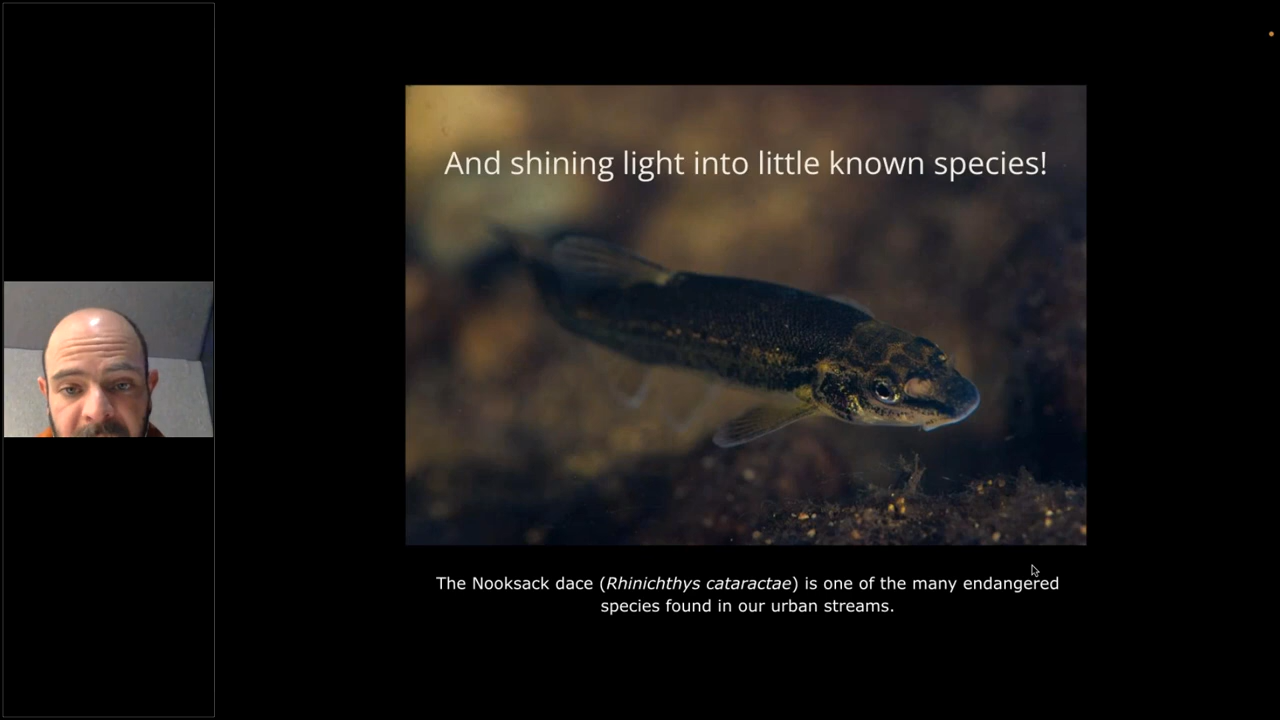 And shining light into little known species!
The Nooksack dace (Rhinichthys cataractae) is one of the many endangered
species found in our urban streams.